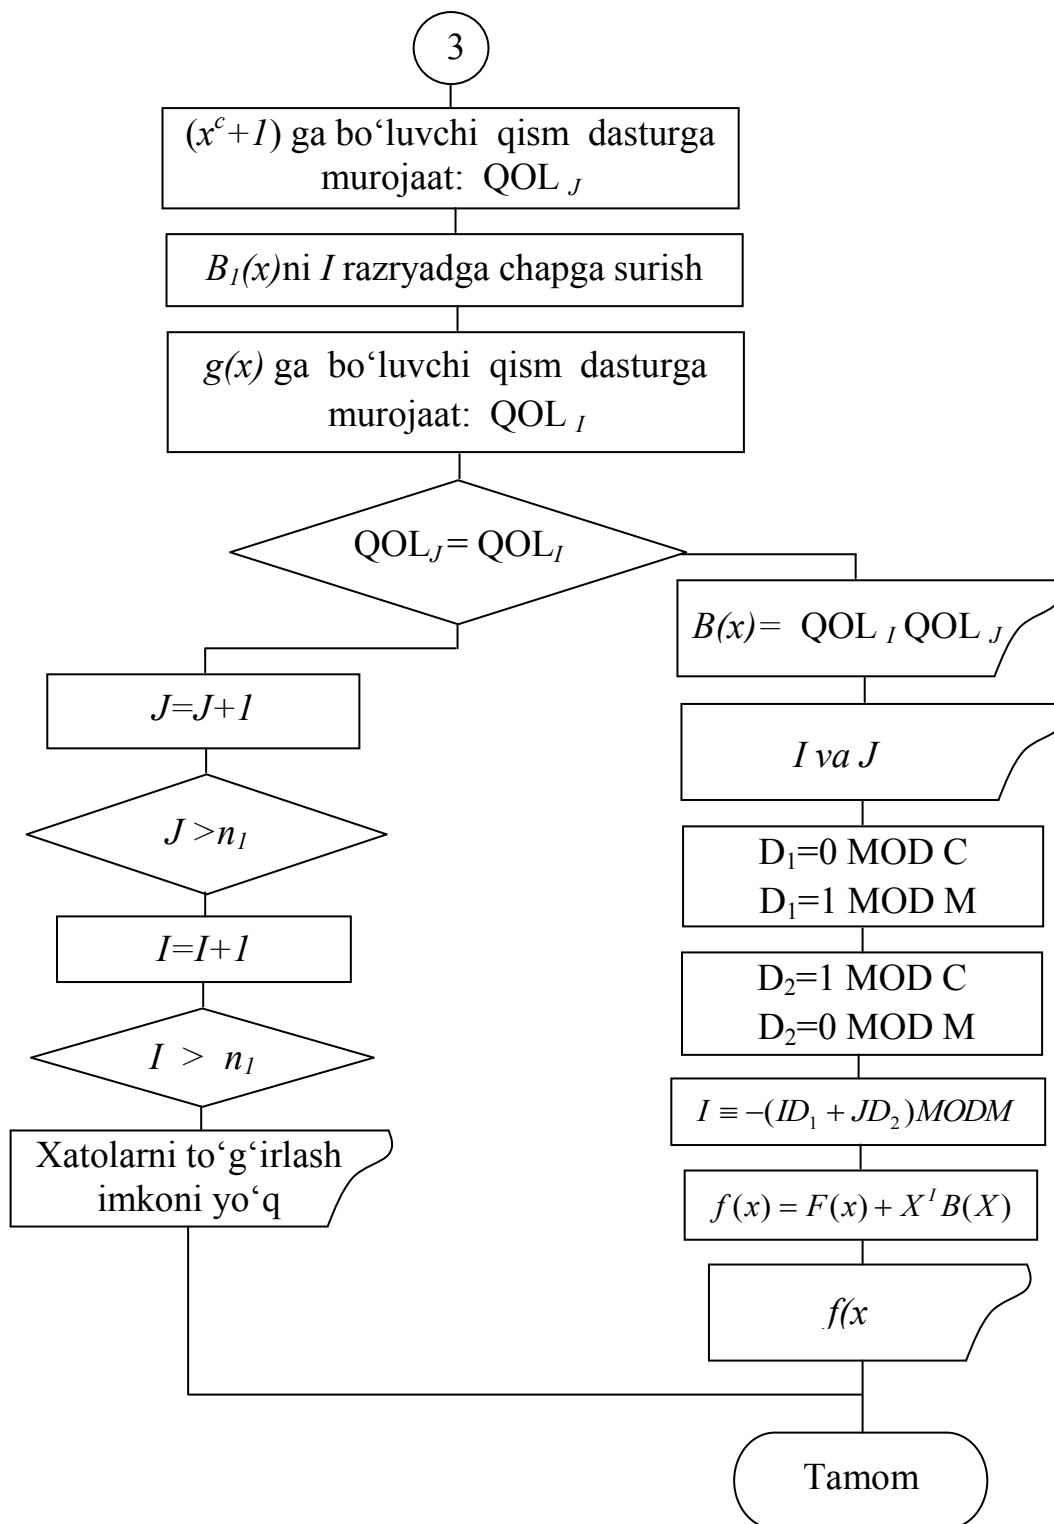 3
(x^c+1) ga bo‘luvchi qism dasturga
murojaat: QOL_J
B_1(x)ni I razryadga chapga surish
g(x) ga bo‘luvchi qism dasturga
murojaat: QOL_I
QOL_J= QOL_I
B(x)= QOL_I QOL_J
J=J+1
I va J
J >n_1
D_1=0 MOD C
D_1=1 MOD M
I=I+1
D_2=1 MOD C
D_2=0 MOD M
I > n_1
I ≡ -(ID_1 + JD_2)MODM
Xatolarni to‘g‘irlash
imkoni yo‘q
f(x) = F(x) + X^I B(X)
f(x
Tamom